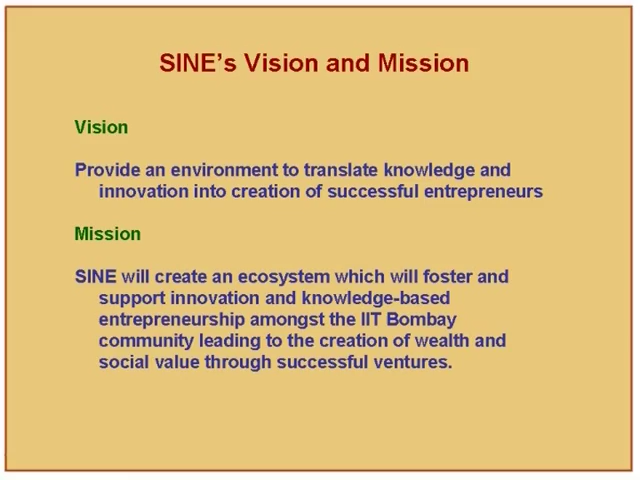 SINE's Vision and Mission
Vision
Provide an environment to translate knowledge and
innovation into creation of successful entrepreneurs
Mission
SINE will create an ecosystem which will foster and
support innovation and knowledge-based
entrepreneurship amongst the IIT Bombay
community leading to the creation of wealth and
social value through successful ventures.